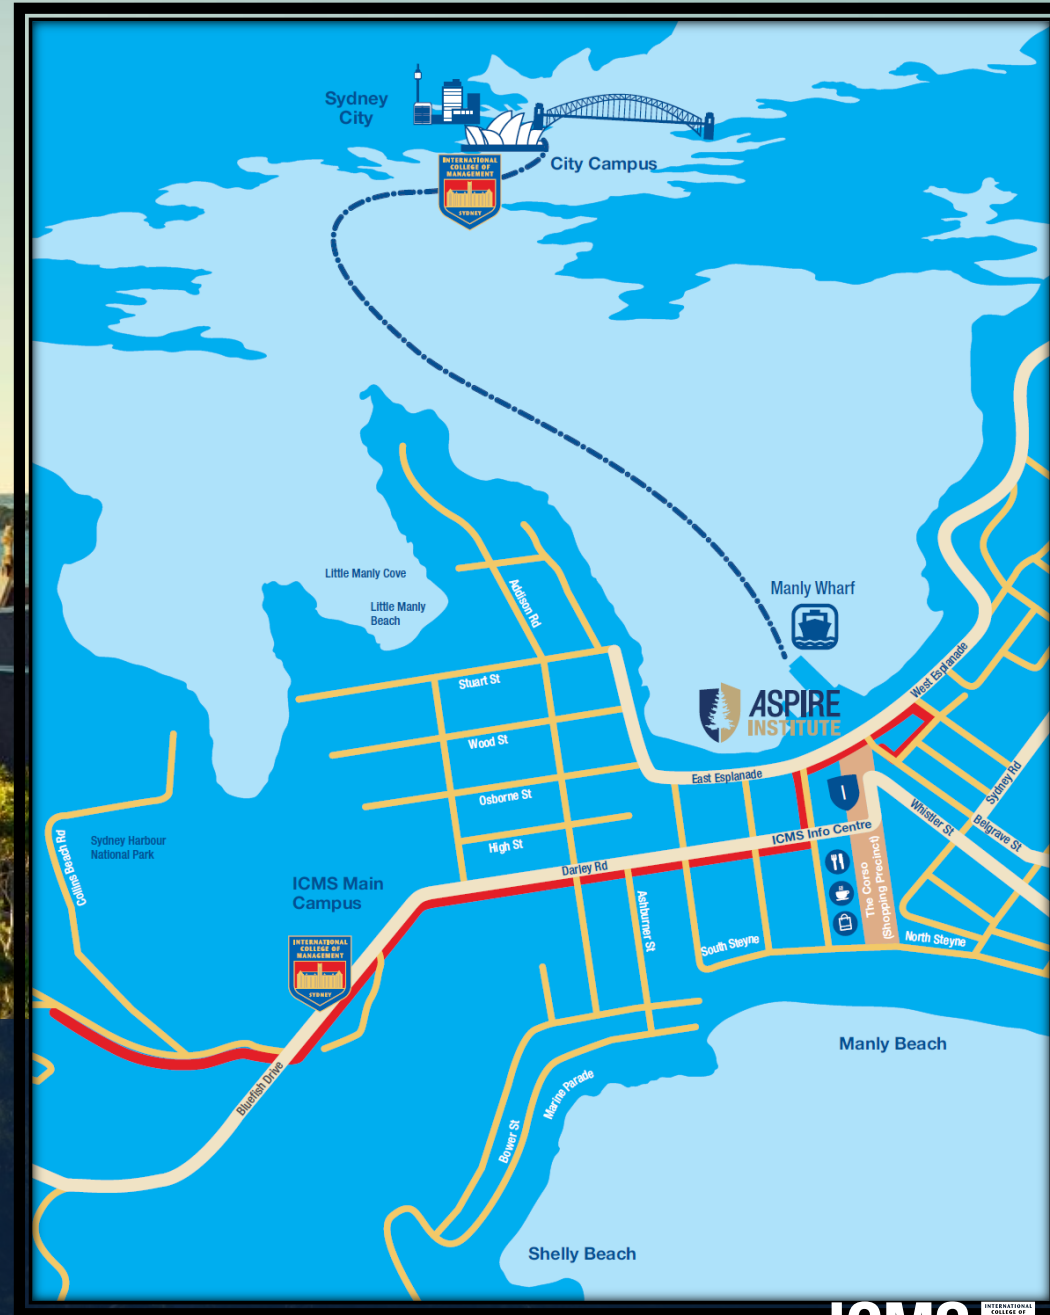 Sydney
City
INTERNATIONAL
COLLEGE OF
MANAGEMENT
SYDNEY
City Campus
Little Manly Cove
Little Manly
Beach
Addison Rd
Manly Wharf
West Esplanade
ASPIRE
INSTITUTE
Stuart St
Wood St
Osborne St
High St
East Esplanade
Sydney Rd
Whistler St
Belgrave St
I
ICMS Info Centre
Collins Beach Rd
Sydney Harbour
National Park
Darley Rd
The Corso
(Shopping Precinct)
ICMS Main
Campus
Ashburner St
South Steyne
North Steyne
INTERNATIONAL
COLLEGE OF
MANAGEMENT
SYDNEY
Manly Beach
Bluefish Drive
Marine Parade
Bower St
Shelly Beach
ICMS
INTERNATIONAL
COLLEGE OF